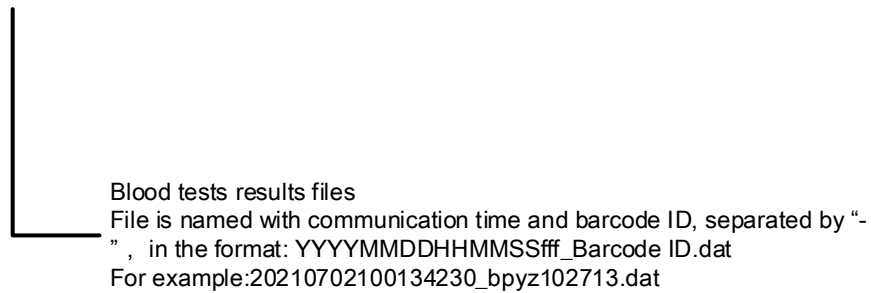 Blood tests results files
File is named with communication time and barcode ID, separated by “-
” ，in the format: YYYYMMDDHHMMSSfff_Barcode ID.dat
For example:20210702100134230_bpyz102713.dat